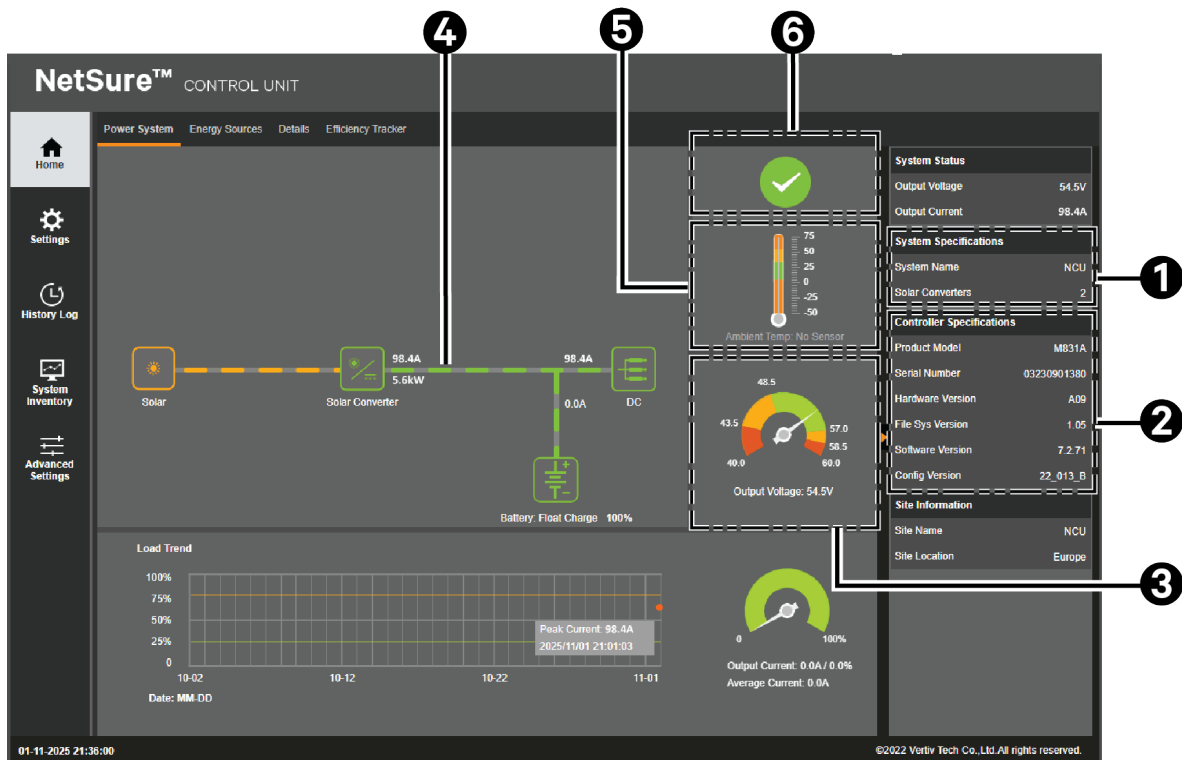 4
5
6
NetSure™ CONTROL UNIT
Power System Energy Sources Details Efficiency Tracker
Home
Settings
History Log
System
Inventory
Advanced
Settings
75
50
25
0
-25
-50
Ambient Temp: No Sensor
98.4A
5.6kW
98.4A
0.0A
Solar
Solar Converter
DC
Battery: Float Charge 100%
40.0
43.5
48.5
57.0
58.5
60.0
Output Voltage: 54.5V
System Status
Output Voltage 54.5V
Output Current 98.4A
System Specifications
System Name NCU
Solar Converters 2
1
Controller Specifications
Product Model M831A
Serial Number 03230901380
Hardware Version A09
File Sys Version 1.05
Software Version 7.2.71
Config Version 22_013_B
2
Site Information
Site Name NCU
Site Location Europe
3
Load Trend
100%
75%
50%
25%
0
Peak Current: 98.4A
2025/11/01 21:01:03
10-02 10-12 10-22 11-01
Date: MM-DD
0 100%
Output Current: 0.0A / 0.0%
Average Current: 0.0A
01-11-2025 21:36:00
©2022 Vertiv Tech Co.,Ltd.All rights reserved.